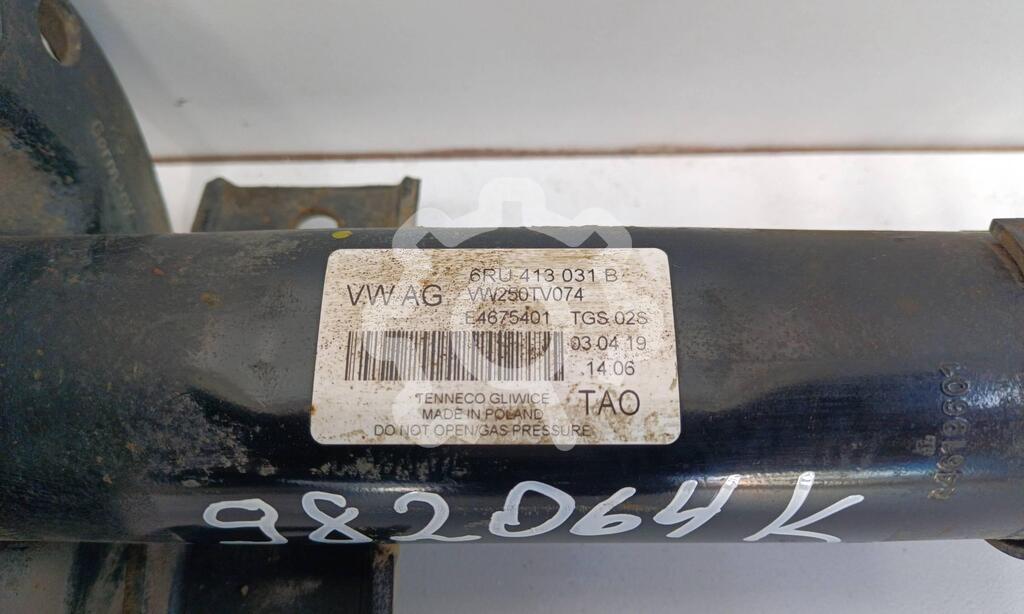 6RU 413 031 B
VW AG VW250TV074
E4675401 TGS 02S
03.04.19
14:06
TENNECO GLIWICE
MADE IN POLAND
DO NOT OPEN/GAS PRESSURE
TAO
982064K